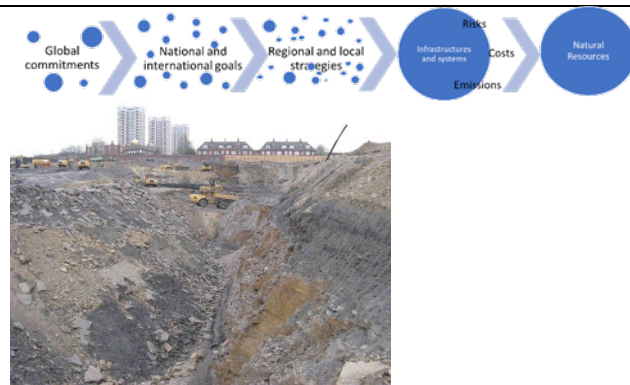 Global
commitments
National and
international goals
Regional and local
strategies
Infrastructures
and systems
Risks
Costs
Emissions
Natural
Resources